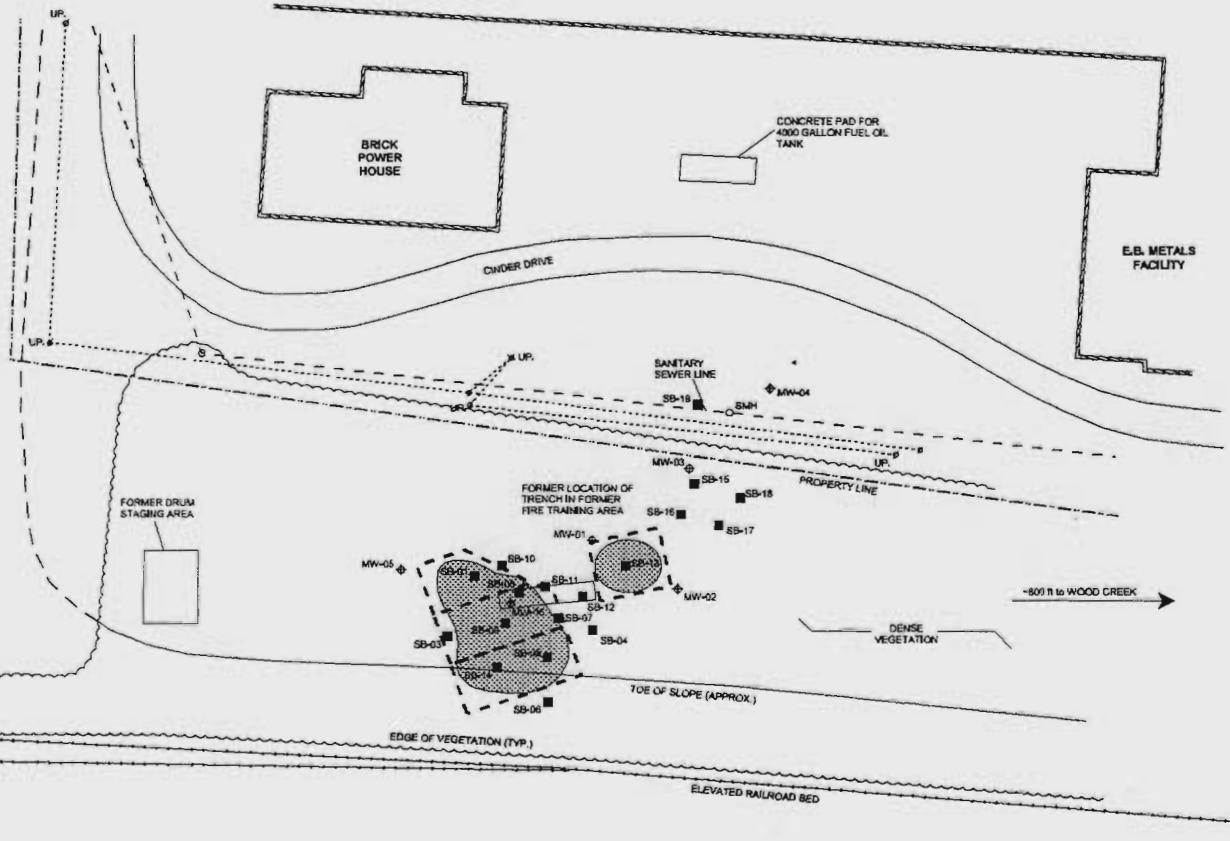 UP.
BRICK
POWER
HOUSE
CONCRETE PAD FOR
4000 GALLON FUEL OIL
TANK
E.B. METALS
FACILITY
CINDER DRIVE
UP.
UP.
UP.
SANITARY
SEWER LINE
SB-19
SMH
MW-04
UP.
MW-03
SB-15
PROPERTY LINE
FORMER LOCATION OF
TRENCH IN FORMER
FIRE TRAINING AREA
SB-18
SB-16
SB-17
FORMER DRUM
STAGING AREA
MW-01
MW-05
SB-10
SB-13
SB-11
MW-02
SB-12
~800 ft to WOOD CREEK
SB-07
SB-04
DENSE
VEGETATION
SB-03
SB-14
SB-06
TOE OF SLOPE (APPROX.)
EDGE OF VEGETATION (TYP.)
ELEVATED RAILROAD BED